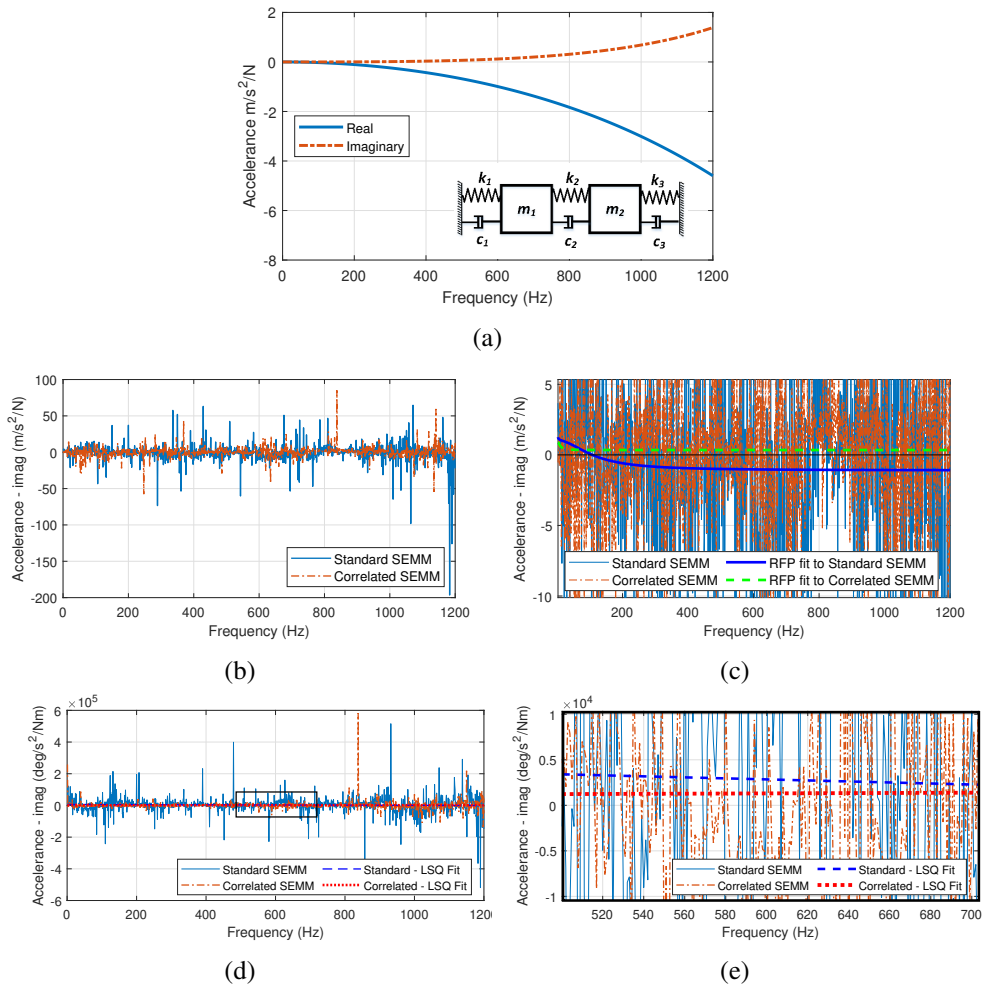 2
0
-2
-4
-6
-8
Accelerance m/s²/N
Real
Imaginary
k₁
k₂
k₃
m₁
m₂
c₁
c₂
c₃
0 200 400 600 800 1000 1200
Frequency (Hz)
(a)
100
50
0
-50
-100
-150
-200
Accelerance - imag (m/s²/N)
Standard SEMM
Correlated SEMM
0 200 400 600 800 1000 1200
Frequency (Hz)
(b)
5
0
-5
-10
Accelerance - imag (m/s²/N)
Standard SEMM
Correlated SEMM
RFP fit to Standard SEMM
RFP fit to Correlated SEMM
200 400 600 800 1000 1200
Frequency (Hz)
(c)
× 10⁵
6
4
2
0
-2
-4
-6
Accelerance - imag (deg/s²/Nm)
Standard SEMM
Correlated SEMM
Standard - LSQ Fit
Correlated - LSQ Fit
0 200 400 600 800 1000 1200
Frequency (Hz)
(d)
× 10⁴
1
0.5
0
-0.5
-1
Accelerance - imag (deg/s²/Nm)
Standard SEMM
Correlated SEMM
Standard - LSQ Fit
Correlated - LSQ Fit
520 540 560 580 600 620 640 660 680 700
Frequency (Hz)
(e)